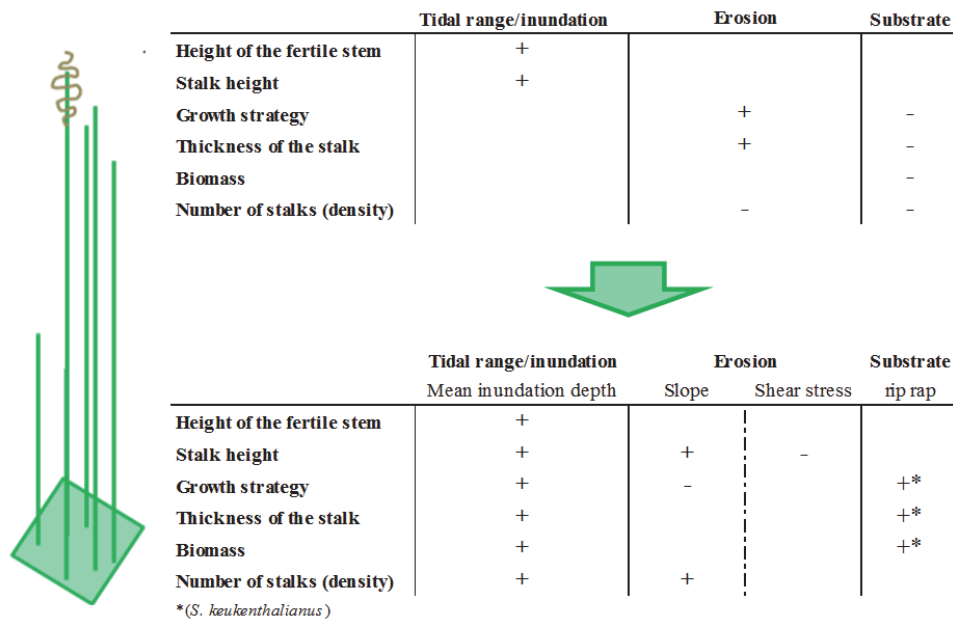 Tidal range/inundation Erosion Substrate
Height of the fertile stem +
Stalk height +
Growth strategy + -
Thickness of the stalk + -
Biomass -
Number of stalks (density) - -
Tidal range/inundation Erosion Substrate
Mean inundation depth Slope Shear stress rip rap
Height of the fertile stem +
Stalk height + + -
Growth strategy + - +*
Thickness of the stalk + +*
Biomass + +*
Number of stalks (density) + +
*(S. keukenthalianus)